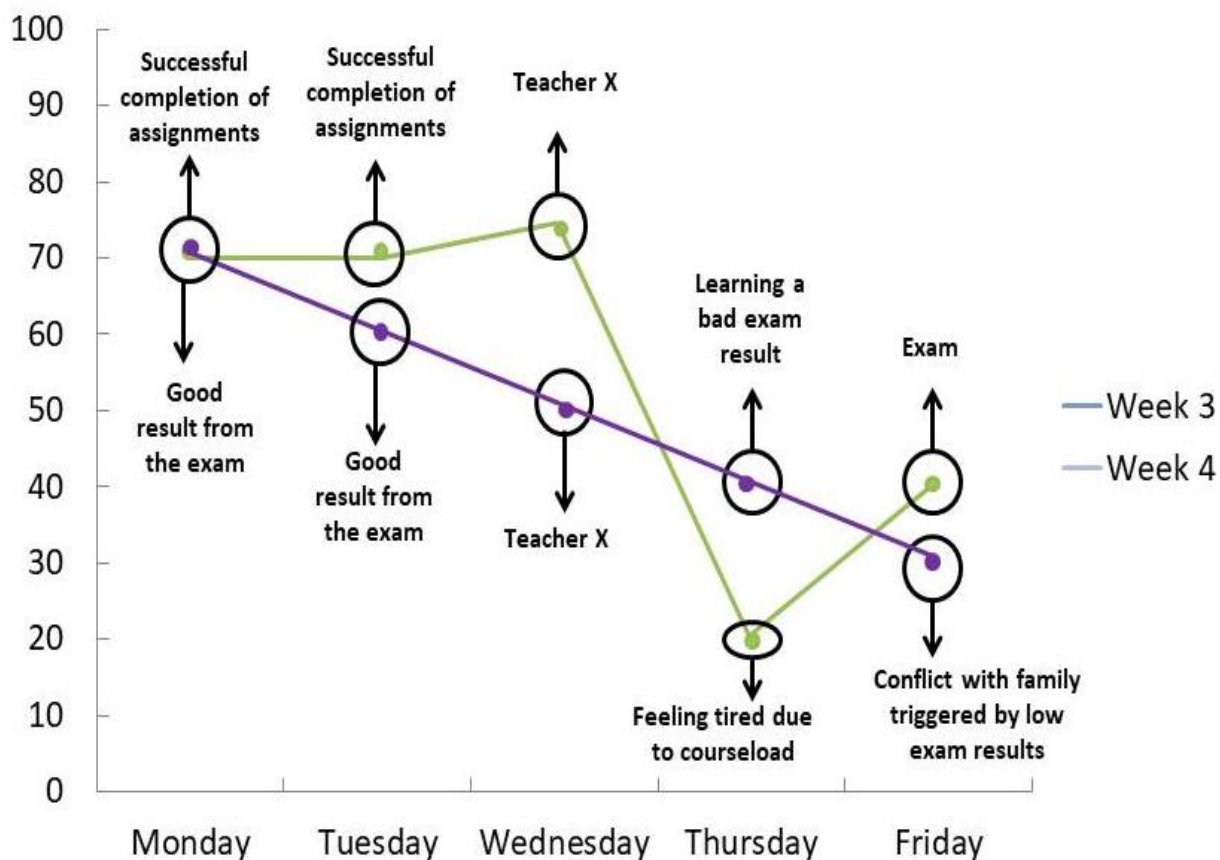 100
90
80
70
60
50
40
30
20
10
0
Successful
completion of
assignments
Successful
completion of
assignments
Teacher X
Good
result from
the exam
Good
result from
the exam
Teacher X
Learning a
bad exam
result
Exam
Feeling tired due
to courseload
Conflict with family
triggered by low
exam results
Week 3
Week 4
Monday
Tuesday
Wednesday
Thursday
Friday